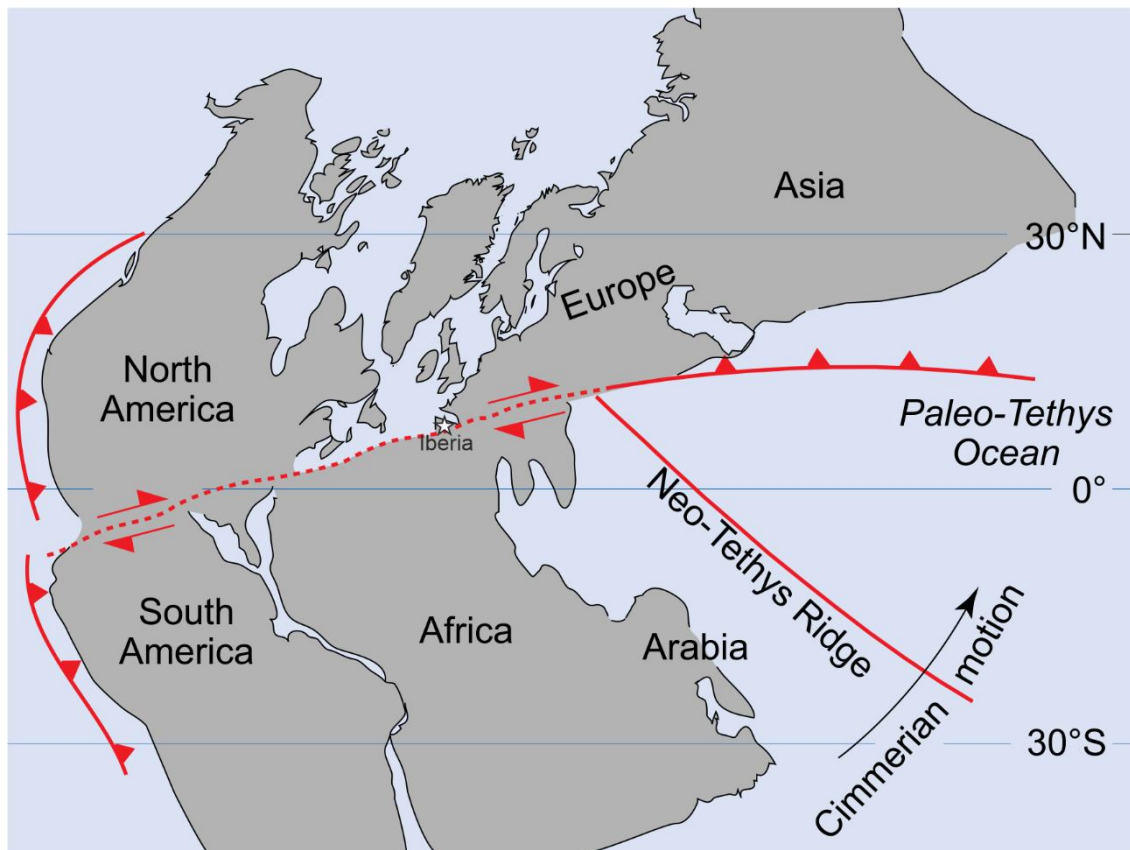 Asia
30°N
Europe
North
America
Iberia
Paleo-Tethys
Ocean
0°
Neo-Tethys Ridge
South
America
Africa
Arabia
Cimmerian motion
30°S